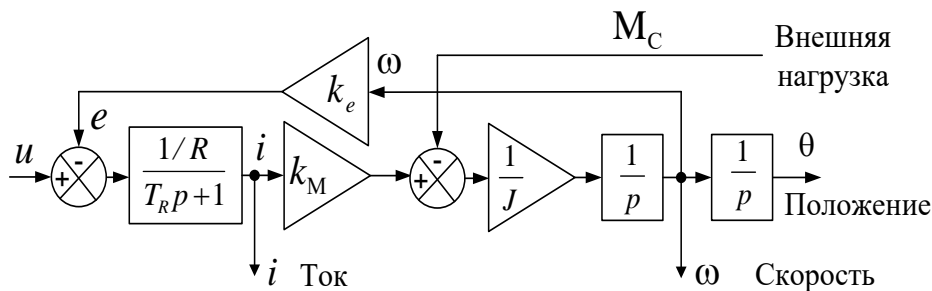 M_C
Внешняя
нагрузка
ω
k_e
e
-
u
+
1/R
T_R p+1
i
k_M
-
+
1
J
1
p
1
p
θ
Положение
i Ток
ω Скорость